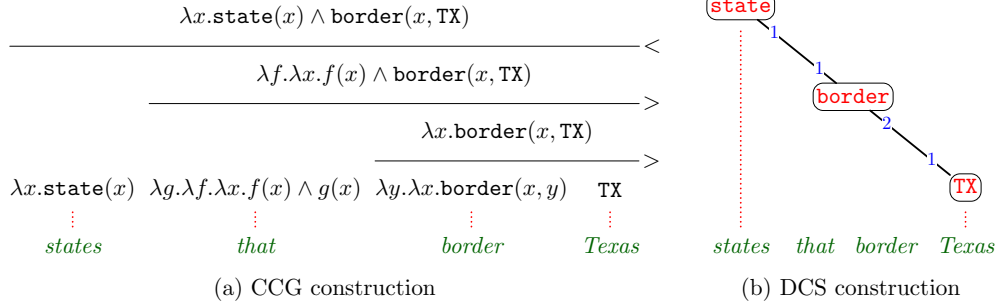 λx.state(x) ∧ border(x, TX)
<
λf.λx.f(x) ∧ border(x, TX)
>
λx.border(x, TX)
>
λx.state(x) λg.λf.λx.f(x) ∧ g(x) λy.λx.border(x, y) TX
states that border Texas
(a) CCG construction
state
1
1
border
2
1
TX
states that border Texas
(b) DCS construction